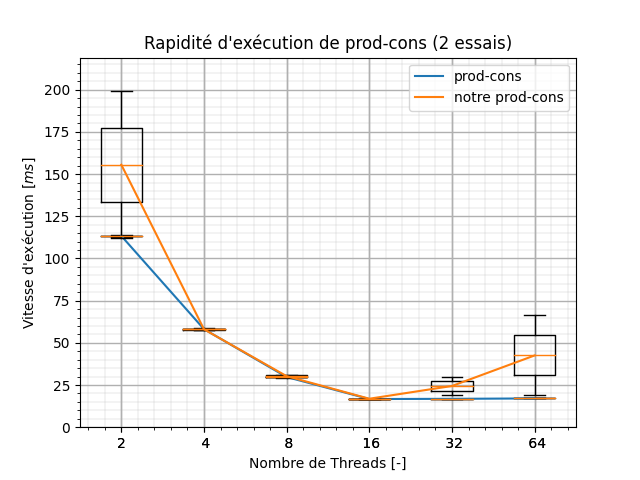 Rapidité d'exécution de prod-cons (2 essais)
prod-cons
notre prod-cons
Vitesse d'exécution [ms]
200
175
150
125
100
75
50
25
0
2 4 8 16 32 64
Nombre de Threads [-]